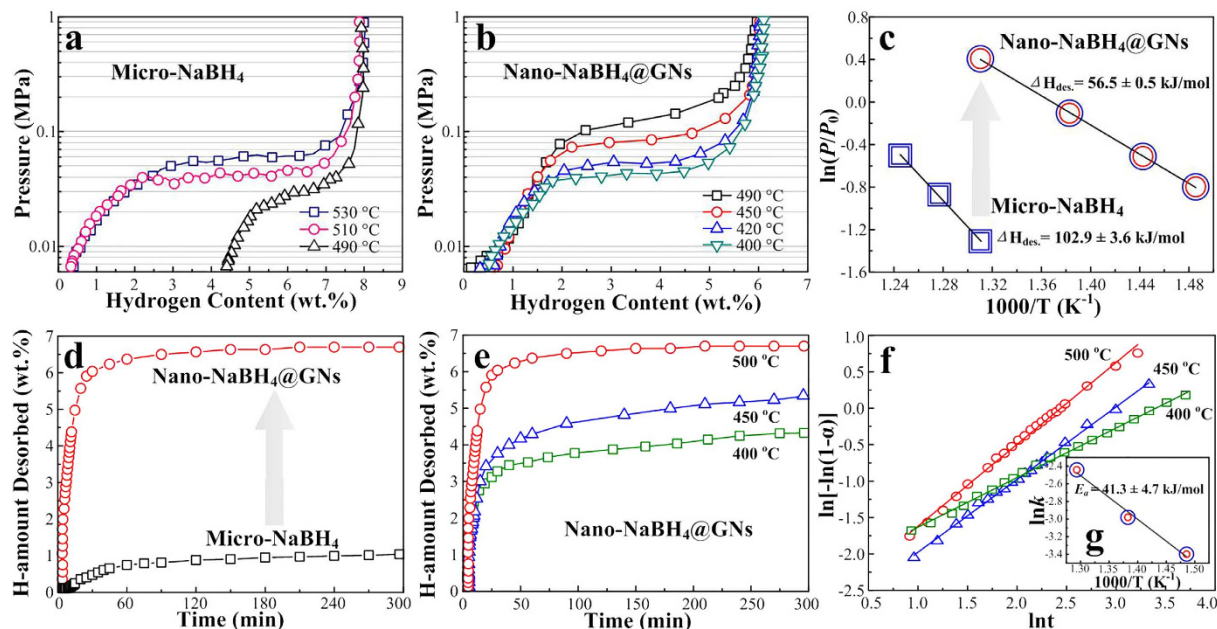 a
Micro-NaBH₄
530 °C
510 °C
490 °C
Pressure (MPa)
1
0.1
0.01
0 1 2 3 4 5 6 7 8 9
Hydrogen Content (wt.%)
b
Nano-NaBH₄@GNs
490 °C
450 °C
420 °C
400 °C
Pressure (MPa)
1
0.1
0.01
0 1 2 3 4 5 6 7
Hydrogen Content (wt.%)
c
Nano-NaBH₄@GNs
ΔH_des. = 56.5 ± 0.5 kJ/mol
Micro-NaBH₄
ΔH_des. = 102.9 ± 3.6 kJ/mol
ln(P/P₀)
0.8
0.4
0.0
-0.4
-0.8
-1.2
-1.6
1.24 1.28 1.32 1.36 1.40 1.44 1.48
1000/T (K⁻¹)
d
Nano-NaBH₄@GNs
Micro-NaBH₄
H-amount Desorbed (wt.%)
7
6
5
4
3
2
1
0
0 60 120 180 240 300
Time (min)
e
500 °C
450 °C
400 °C
Nano-NaBH₄@GNs
H-amount Desorbed (wt.%)
7
6
5
4
3
2
1
0
0 60 120 180 240 300
Time (min)
f
500 °C
450 °C
400 °C
ln[-ln(1-α)]
1.5
1.0
0.5
0.0
-0.5
-1.0
-1.5
-2.0
-2.5
0.5 1.0 1.5 2.0 2.5 3.0 3.5 4.0
lnt
g
Eₐ = 41.3 ± 4.7 kJ/mol
lnk
-2.4
-2.6
-2.8
-3.0
-3.2
-3.4
1.30 1.35 1.40 1.45 1.50
1000/T (K⁻¹)